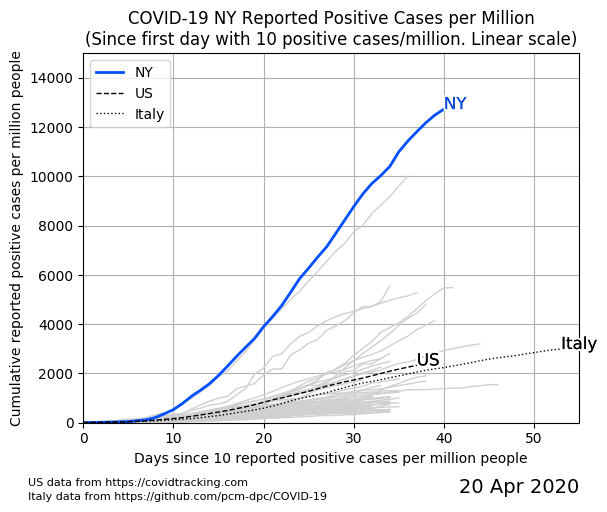 COVID-19 NY Reported Positive Cases per Million
(Since first day with 10 positive cases/million. Linear scale)
Cumulative reported positive cases per million people
14000
12000
10000
8000
6000
4000
2000
0
NY
US
Italy
NY
US
Italy
0 10 20 30 40 50
Days since 10 reported positive cases per million people
US data from https://covidtracking.com
Italy data from https://github.com/pcm-dpc/COVID-19
20 Apr 2020